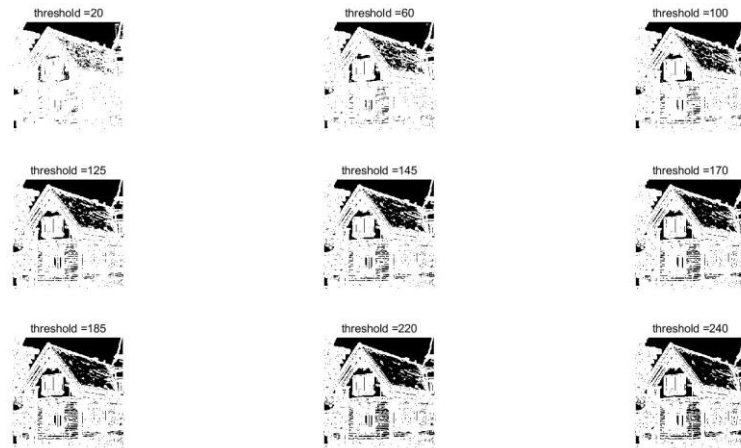 threshold =20
threshold =60
threshold =100
threshold =125
threshold =145
threshold =170
threshold =185
threshold =220
threshold =240